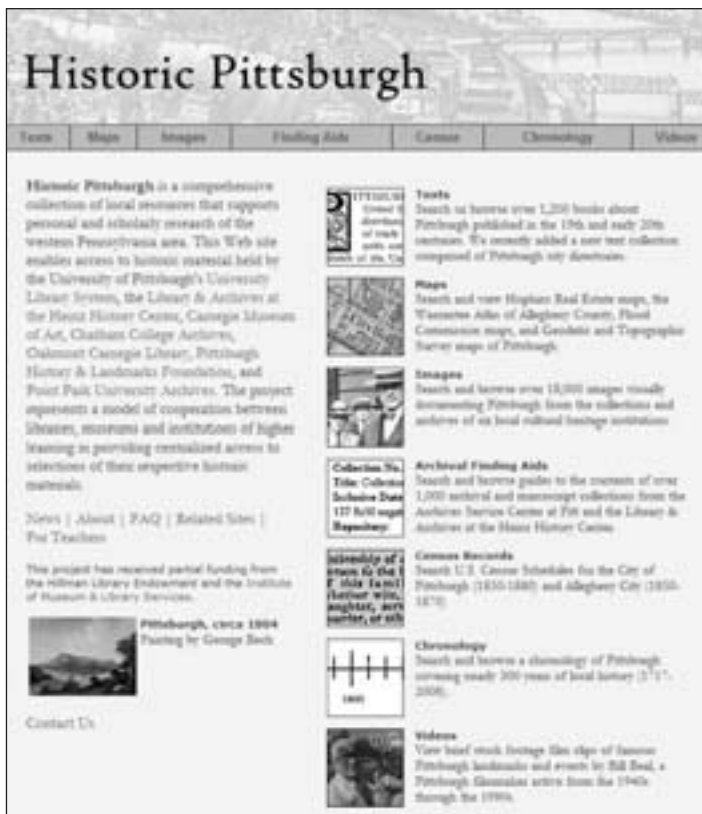 Historic Pittsburgh
Texts Maps Images Finding Aids Census Chronology Videos
Historic Pittsburgh is a comprehensive
collection of local resources that supports
personal and scholarly research of the
western Pennsylvania area. This Web site
enables access to historic material held by
the University of Pittsburgh's University
Library System, the Library & Archives at
the Heinz History Center, Carnegie Museum
of Art, Chatham College Archives,
Oakmont Carnegie Library, Pittsburgh
History & Landmarks Foundation, and
Point Park University Archives. The project
represents a model of cooperation between
libraries, museums and institutions of higher
learning in providing centralized access to
selections of their respective historic
materials.
News | About | FAQ | Related Sites |
For Teachers
This project has received partial funding from
the Hillman Library Endowment and the Institute
of Museum & Library Services.
Pittsburgh, circa 1804
Painting by George Beck
Contact Us
Texts
Search or browse over 1,200 books about
Pittsburgh published in the 19th and early 20th
centuries. We recently added a new text collection
composed of Pittsburgh city directories.
Maps
Search and view Hopkins Real Estate maps, the
Warrantee Atlas of Allegheny County, Flood
Commission maps, and Geodetic and Topographic
Survey maps of Pittsburgh
Images
Search and browse over 18,000 images visually
documenting Pittsburgh from the collections and
archives of six local cultural heritage institutions
Collection No.
Title: Collection
Inclusive Date
Repository:
Archival Finding Aids
Search or browse guides to the contents of over
1,000 archival and manuscript collections from the
Archives Service Center at Pitt and the Library &
Archives at the Heinz History Center.
Census Records
Search U.S. Census Schedules for the City of
Pittsburgh (1850-1880) and Allegheny City (1850-
1870)
Chronology
Search and browse a chronology of Pittsburgh
covering nearly 300 years of local history (1717-
Videos
View brief stock footage film clips of famous
Pittsburgh landmarks and events by Bill Beal, a
Pittsburgh filmmaker active from the 1940s
through the 1990s.